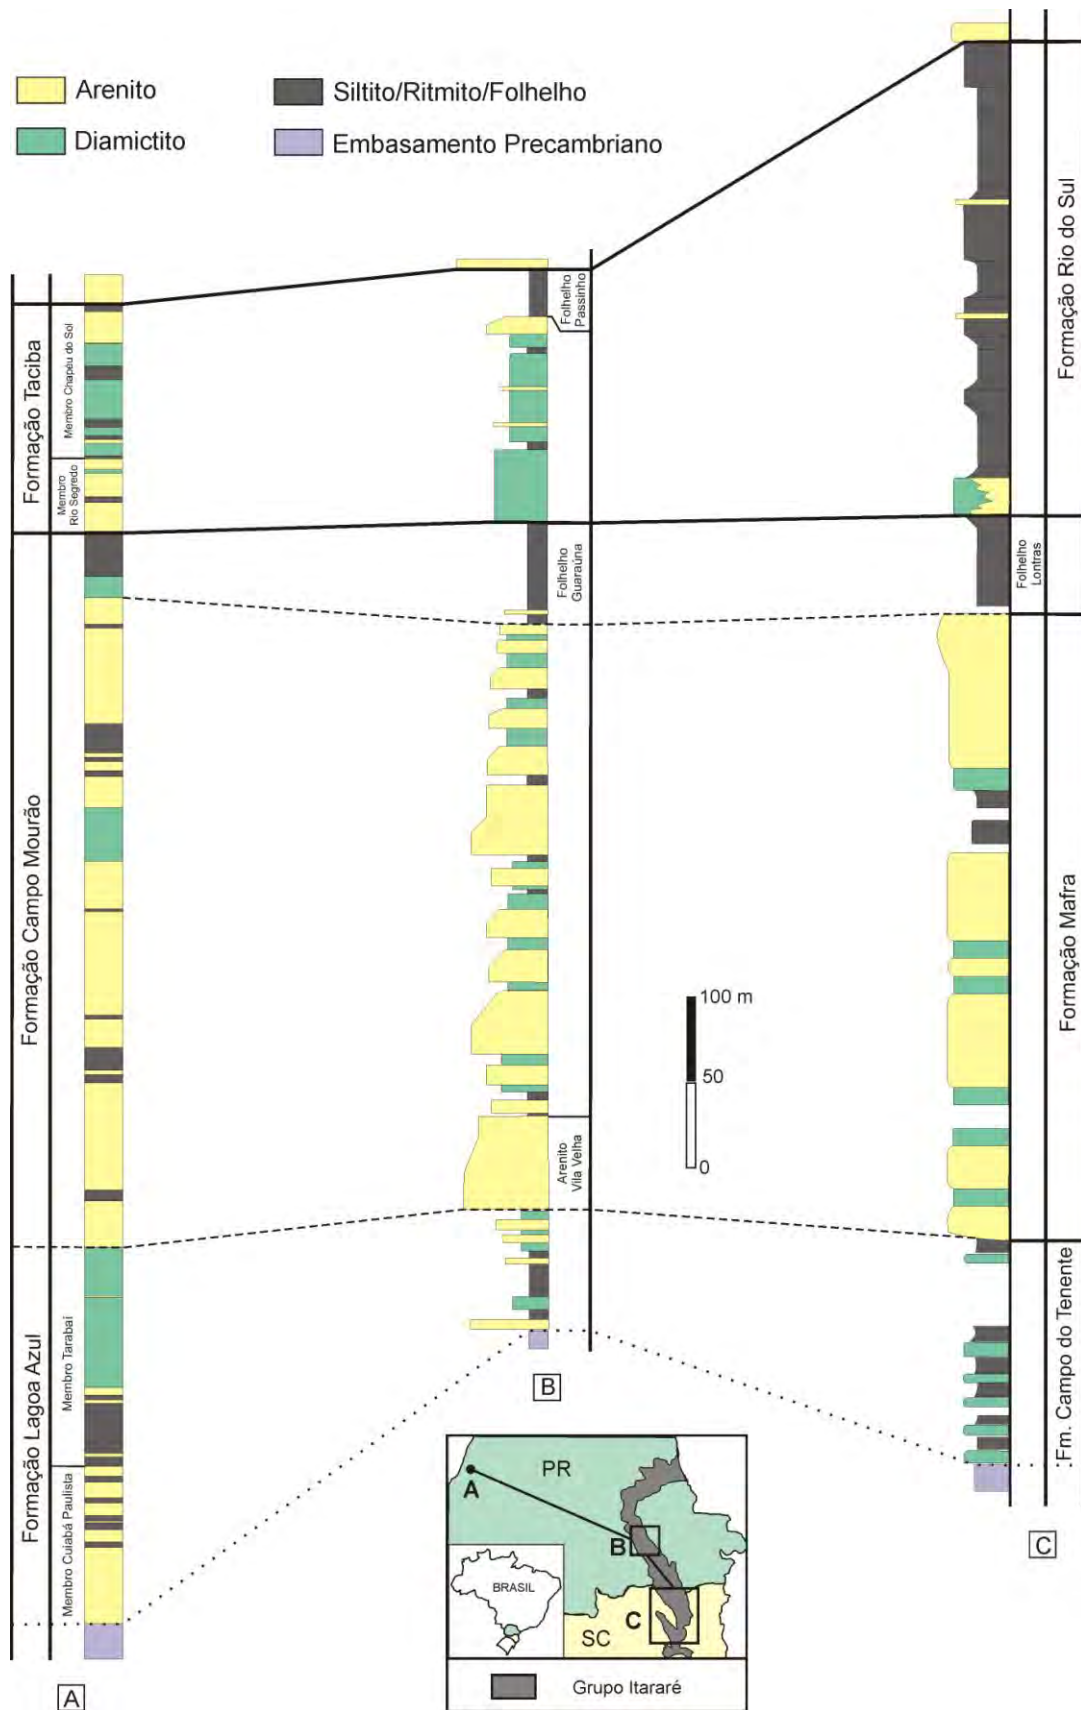 Arenito
Siltito/Ritmito/Folhelho
Diamictito
Embasamento Precambriano
Formação Taciba
Membro Chapéu do Sol
Membro
Rio Segredo
Formação Campo Mourão
Formação Lagoa Azul
Membro Tarabai
Membro Cuiabá Paulista
A
Folhelho
Passinho
Folhelho
Guaraúna
Arenito
Vila Velha
B
100 m
50
0
Formação Rio do Sul
Folhelho
Lontras
Formação Mafra
Fm. Campo do Tenente
C
PR
A
B
BRASIL
C
SC
Grupo Itararé